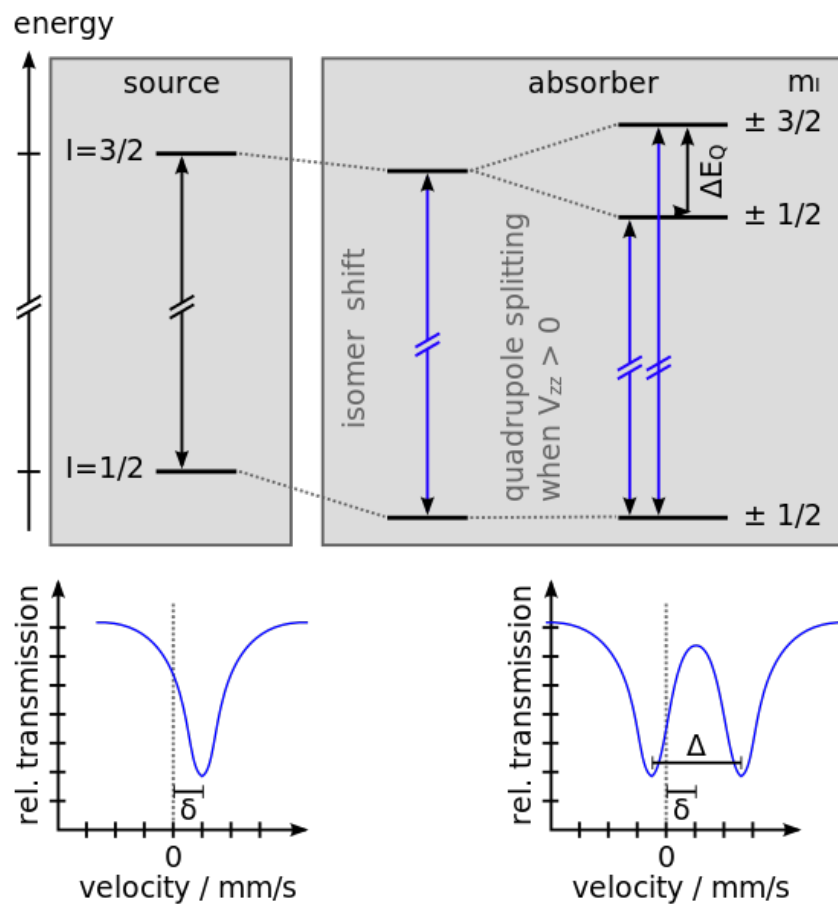 energy
source
absorber
mI
I=3/2
± 3/2
ΔEQ
± 1/2
isomer shift
quadrupole splitting
when Vzz > 0
I=1/2
± 1/2
rel. transmission
δ
0
velocity / mm/s
rel. transmission
Δ
δ
0
velocity / mm/s